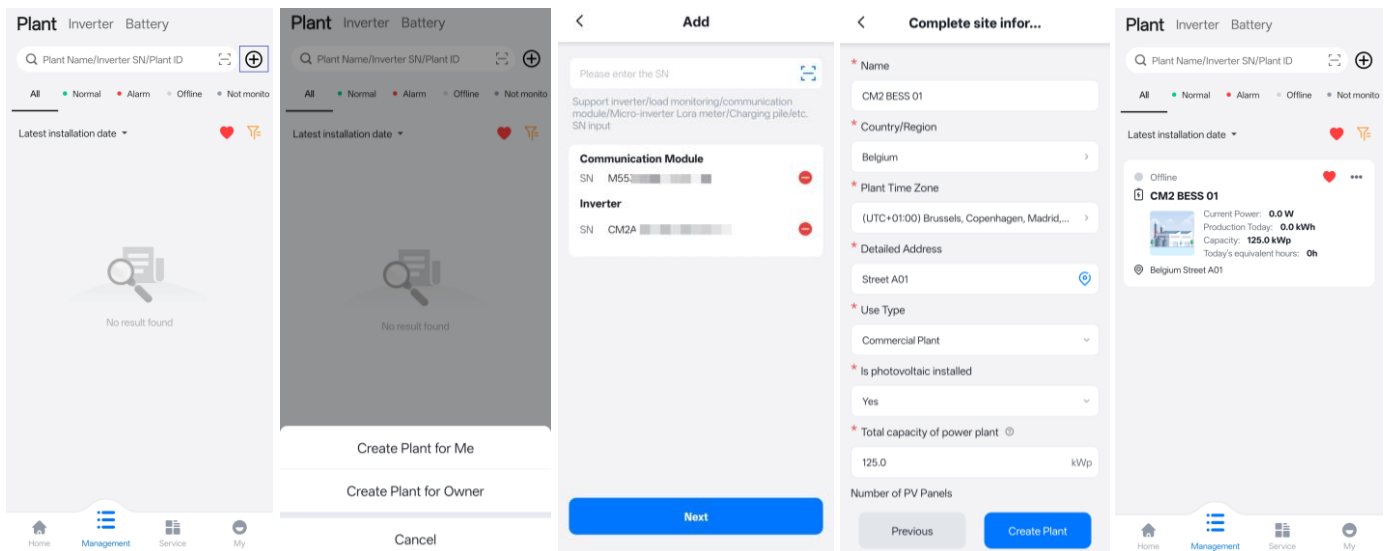 Plant Inverter Battery
Plant Name/Inverter SN/Plant ID
All Normal Alarm Offline Not monito
Latest installation date
No result found
Home Management Service My
Plant Inverter Battery
Plant Name/Inverter SN/Plant ID
All Normal Alarm Offline Not monito
Latest installation date
No result found
Create Plant for Me
Create Plant for Owner
Cancel
Add
Please enter the SN
Support inverter/load monitoring/communication
module/Micro-inverter Lora meter/Charging pile/etc.
SN input
Communication Module
SN M55
Inverter
SN CM2A
Next
Complete site infor...
* Name
CM2 BESS 01
* Country/Region
Belgium
* Plant Time Zone
(UTC+01:00) Brussels, Copenhagen, Madrid,...
* Detailed Address
Street A01
* Use Type
Commercial Plant
* Is photovoltaic installed
Yes
* Total capacity of power plant
125.0 kWp
Number of PV Panels
Previous Create Plant
Plant Inverter Battery
Plant Name/Inverter SN/Plant ID
All Normal Alarm Offline Not monito
Latest installation date
Offline
CM2 BESS 01
Current Power: 0.0 W
Production Today: 0.0 kWh
Capacity: 125.0 kWp
Today's equivalent hours: 0h
Belgium Street A01
Home Management Service My